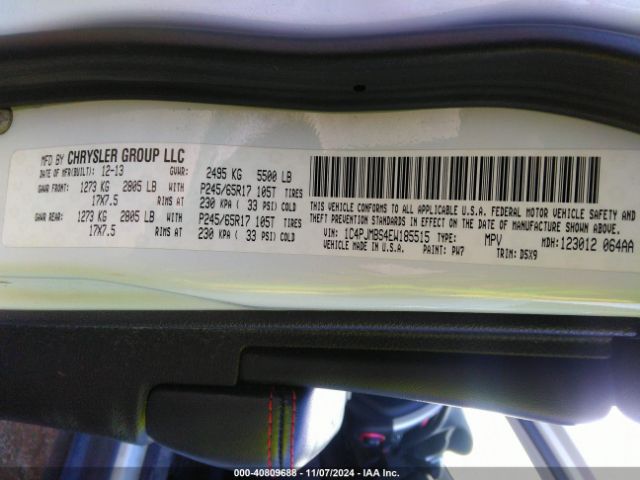 MFD BY CHRYSLER GROUP LLC
DATE OF MFR(BUILT): 12-13 GVWR: 2495 KG 5500 LB
GAWR FRONT: 1273 KG 2805 LB WITH P245/65R17 105T TIRES
17X7.5 RIMS AT 230 KPA ( 33 PSI) COLD
GAWR REAR: 1273 KG 2805 LB WITH P245/65R17 105T TIRES
17X7.5 RIMS AT 230 KPA ( 33 PSI) COLD
THIS VEHICLE CONFORMS TO ALL APPLICABLE U.S.A. FEDERAL MOTOR VEHICLE SAFETY AND
THEFT PREVENTION STANDARDS IN EFFECT ON THE DATE OF MANUFACTURE SHOWN ABOVE.
VIN: 1C4PJMBS4EW185515 TYPE: MPV MDH: 123012 064AA
PAINT: PW7 TRIM: DSX9
000-40809688 - 11/07/2024 - IAA Inc.